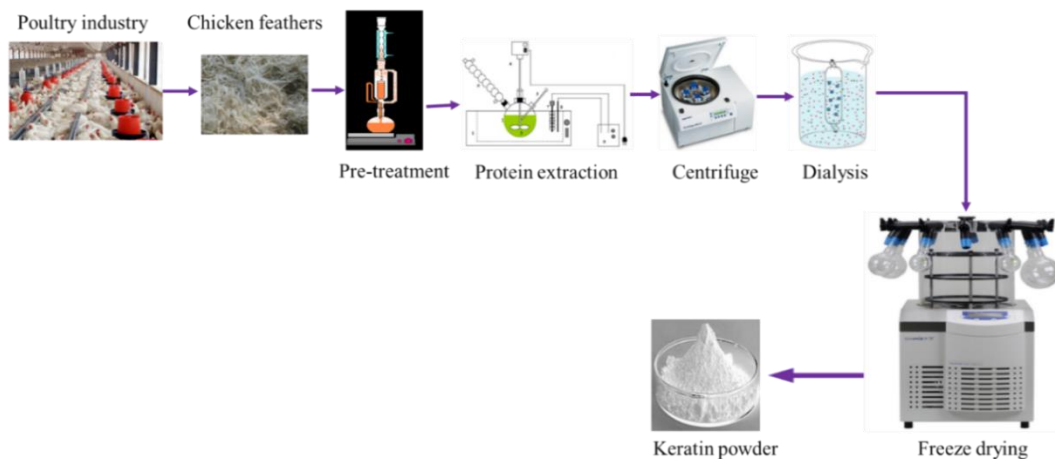 Poultry industry
Chicken feathers
Pre-treatment
Protein extraction
Centrifuge
Dialysis
Freeze drying
Keratin powder